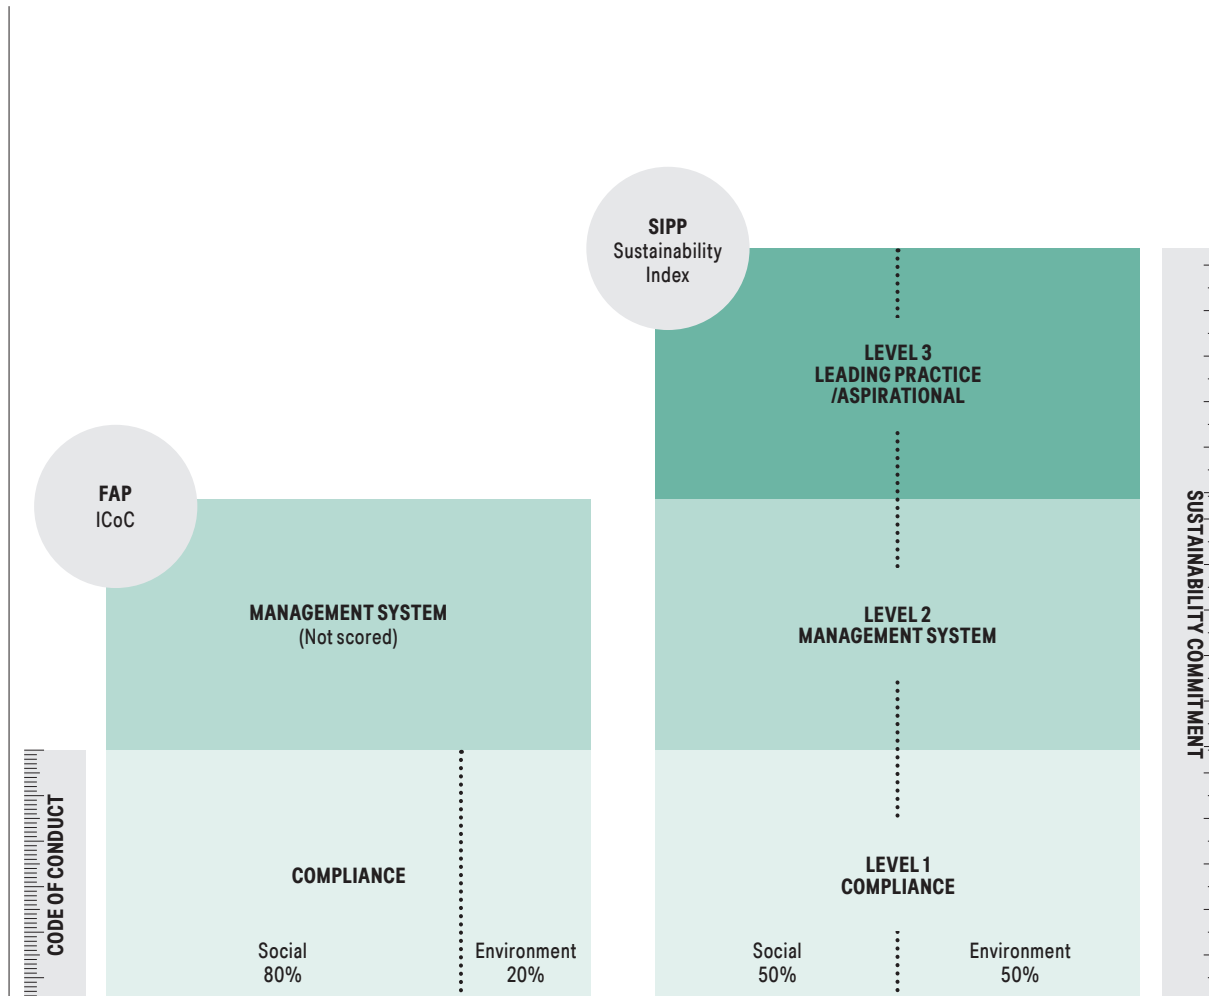 SIPP
Sustainability
Index
LEVEL 3
LEADING PRACTICE
/ASPIRATIONAL
FAP
ICoC
MANAGEMENT SYSTEM
(Not scored)
LEVEL 2
MANAGEMENT SYSTEM
SUSTAINABILITY COMMITMENT
CODE OF CONDUCT
COMPLIANCE
Social
80%
Environment
20%
LEVEL 1
COMPLIANCE
Social
50%
Environment
50%